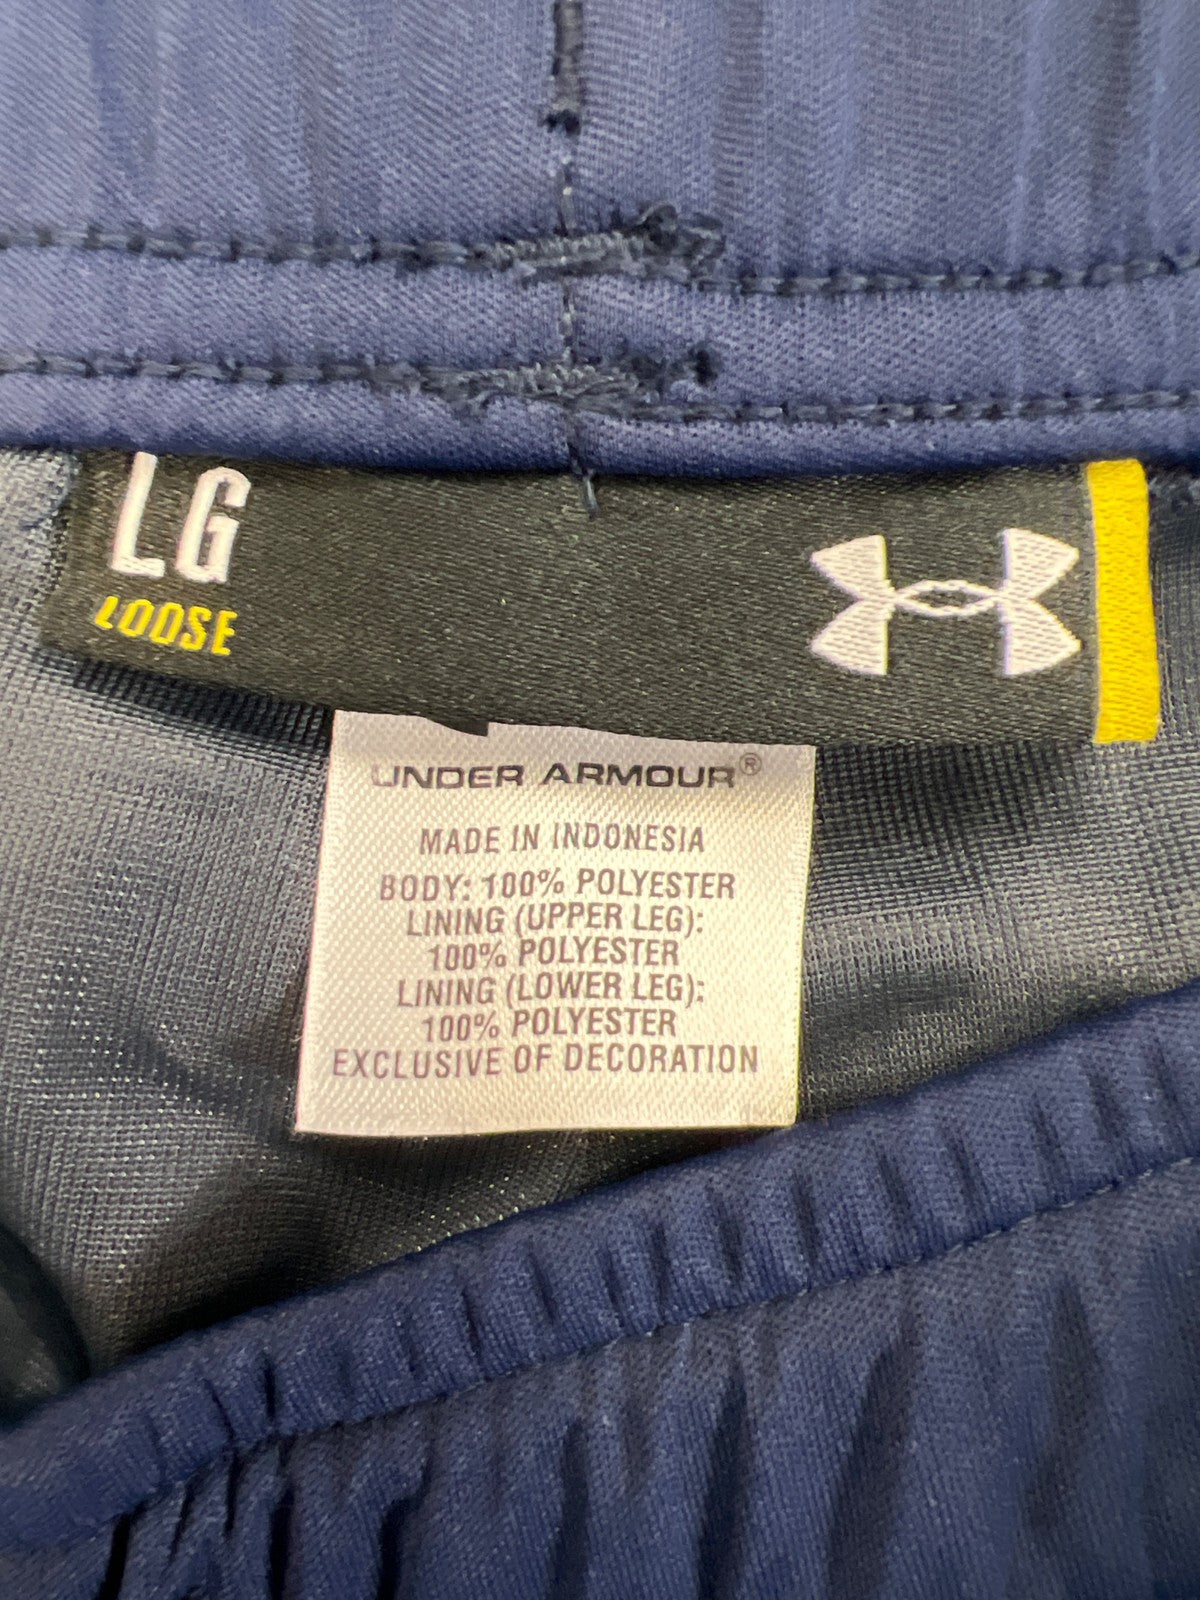 LG
LOOSE
UNDER ARMOUR®
MADE IN INDONESIA
BODY: 100% POLYESTER
LINING (UPPER LEG):
100% POLYESTER
LINING (LOWER LEG):
100% POLYESTER
EXCLUSIVE OF DECORATION